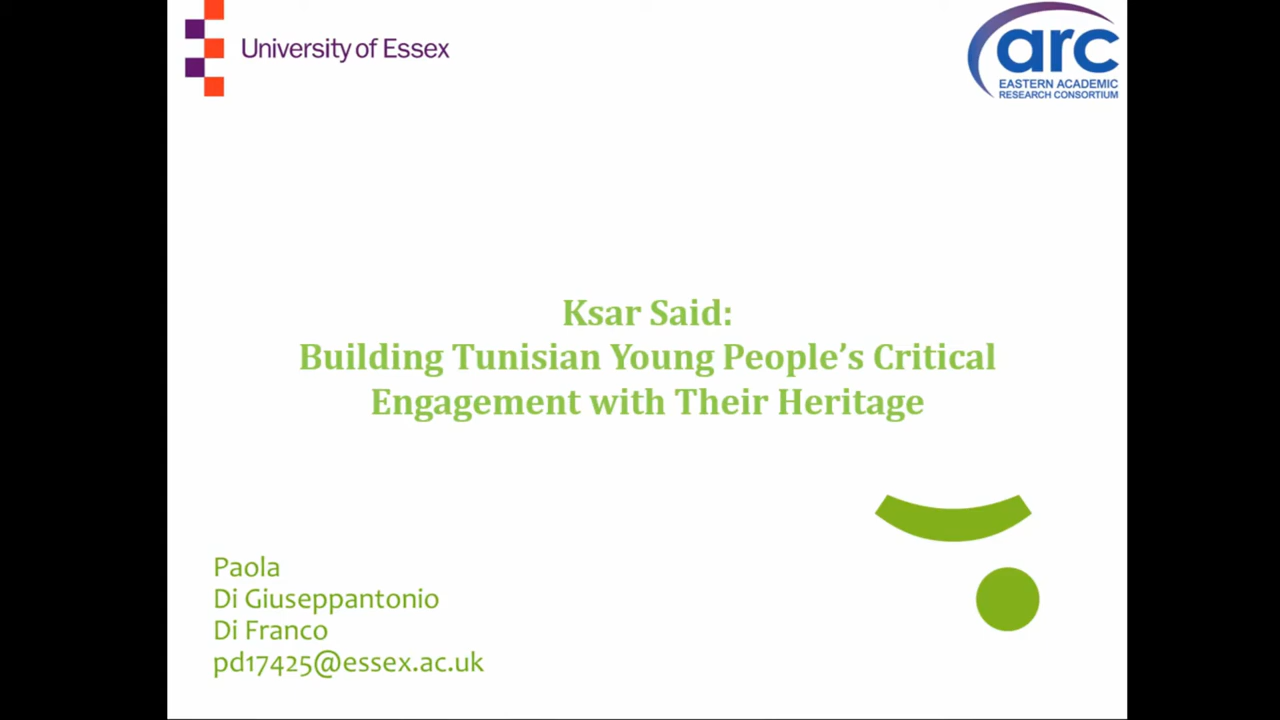 University of Essex
arc
EASTERN ACADEMIC
RESEARCH CONSORTIUM
Ksar Said:
Building Tunisian Young People’s Critical
Engagement with Their Heritage
Paola
Di Giuseppantonio
Di Franco
pd17425@essex.ac.uk